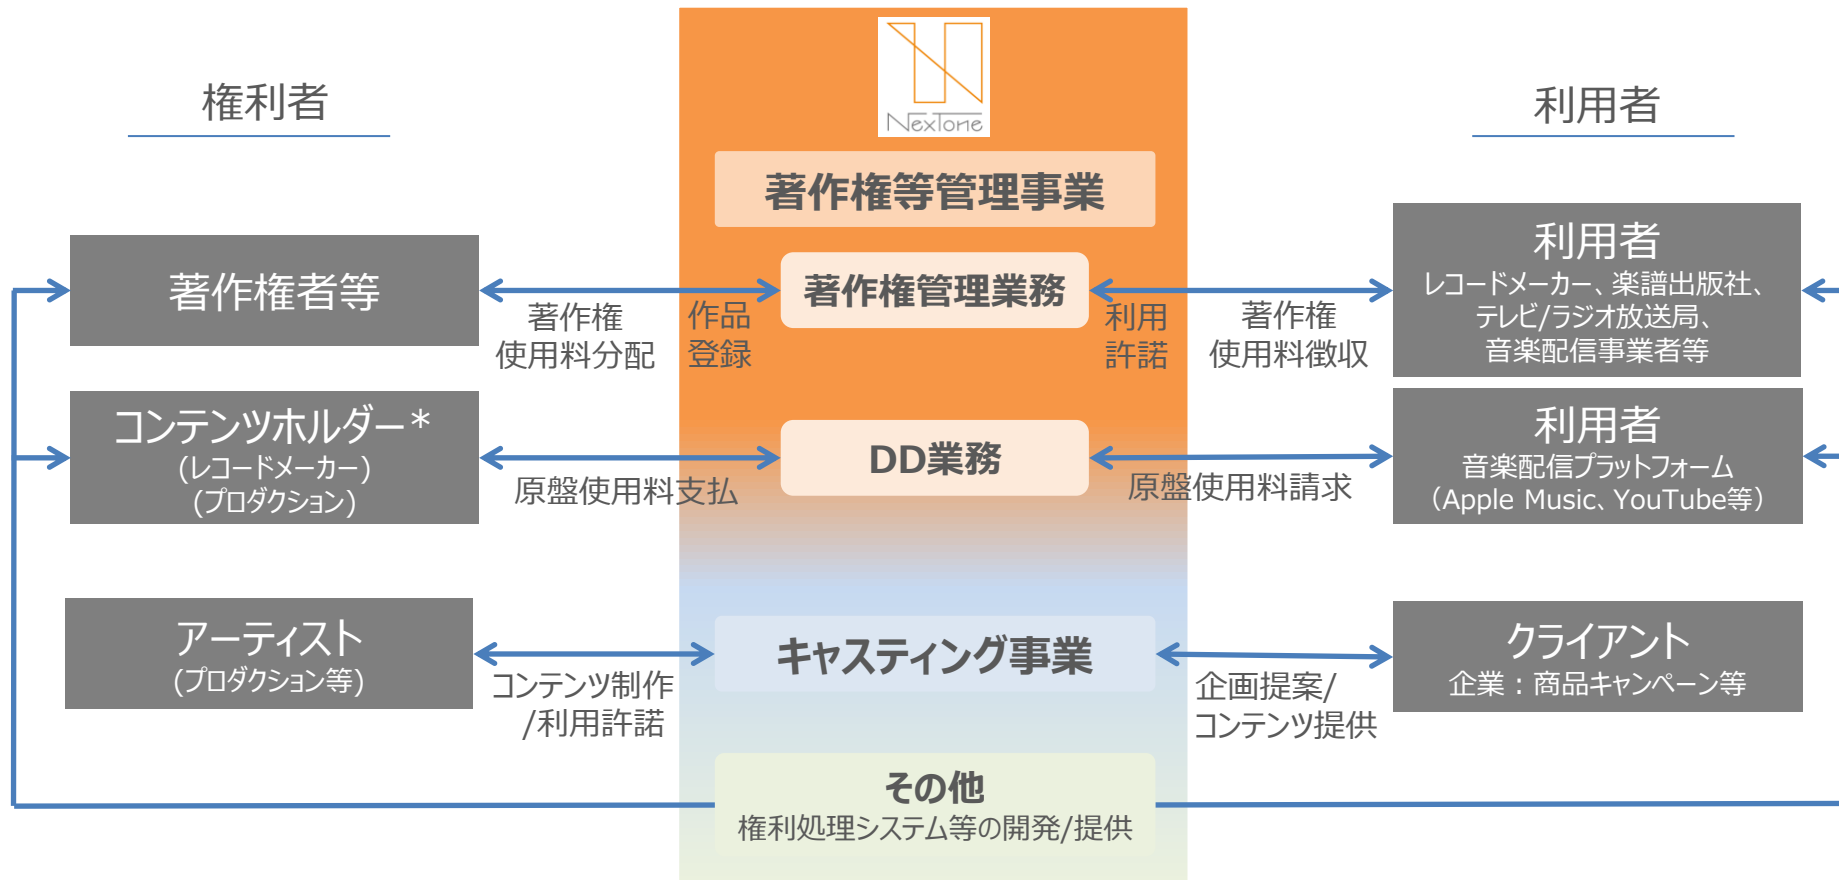 権利者
NexTone
利用者
著作権等管理事業
著作権者等
著作権
使用料分配
作品
登録
著作権管理業務
利用
許諾
著作権
使用料徴収
利用者
レコードメーカー、楽譜出版社、
テレビ/ラジオ放送局、
音楽配信事業者等
コンテンツホルダー*
(レコードメーカー)
(プロダクション)
原盤使用料支払
DD業務
原盤使用料請求
利用者
音楽配信プラットフォーム
（Apple Music、YouTube等）
アーティスト
(プロダクション等)
コンテンツ制作
/利用許諾
キャスティング事業
企画提案/
コンテンツ提供
クライアント
企業：商品キャンペーン等
その他
権利処理システム等の開発/提供